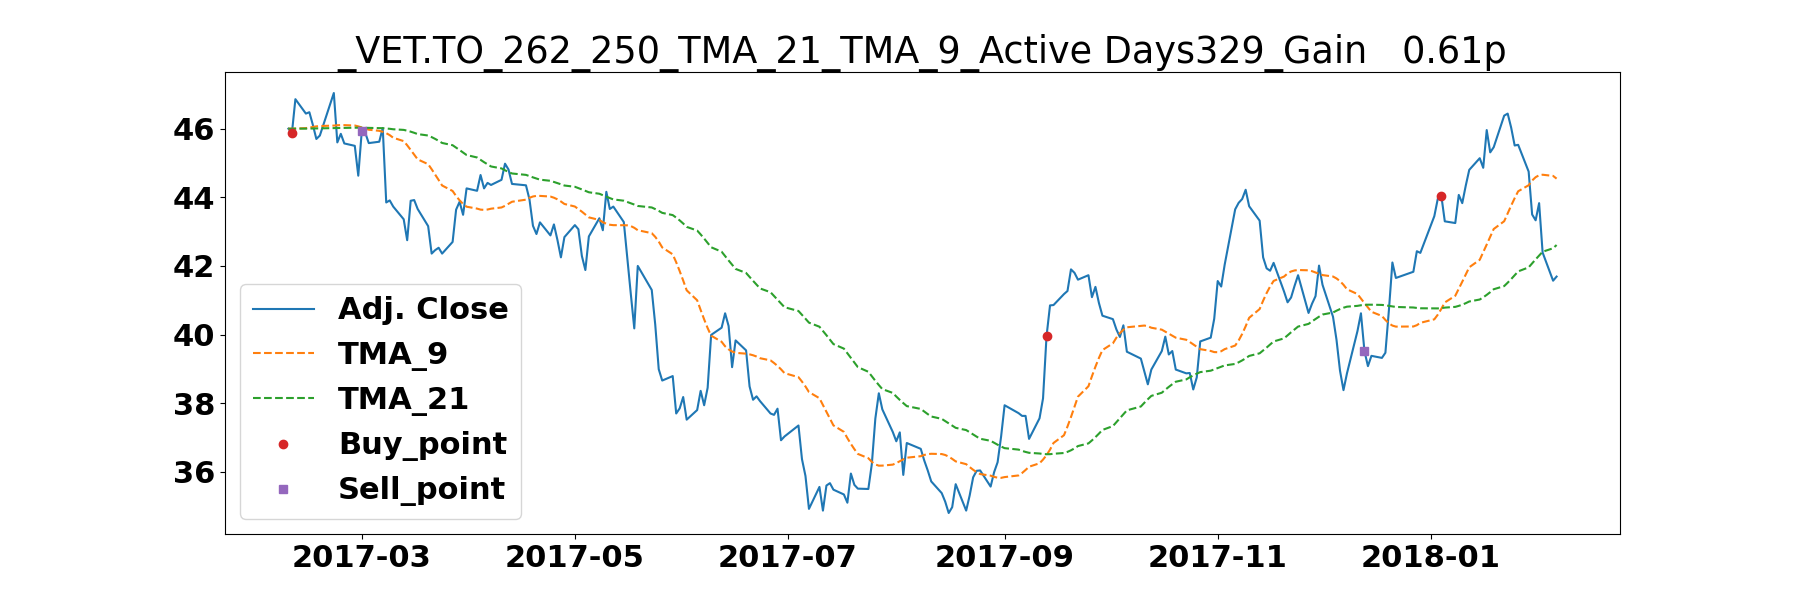 _VET.TO_262_250_TMA_21_TMA_9_Active Days329_Gain   0.61p
46
44
42
40
38
36
Adj. Close
TMA_9
TMA_21
Buy_point
Sell_point
2017-03 2017-05 2017-07 2017-09 2017-11 2018-01